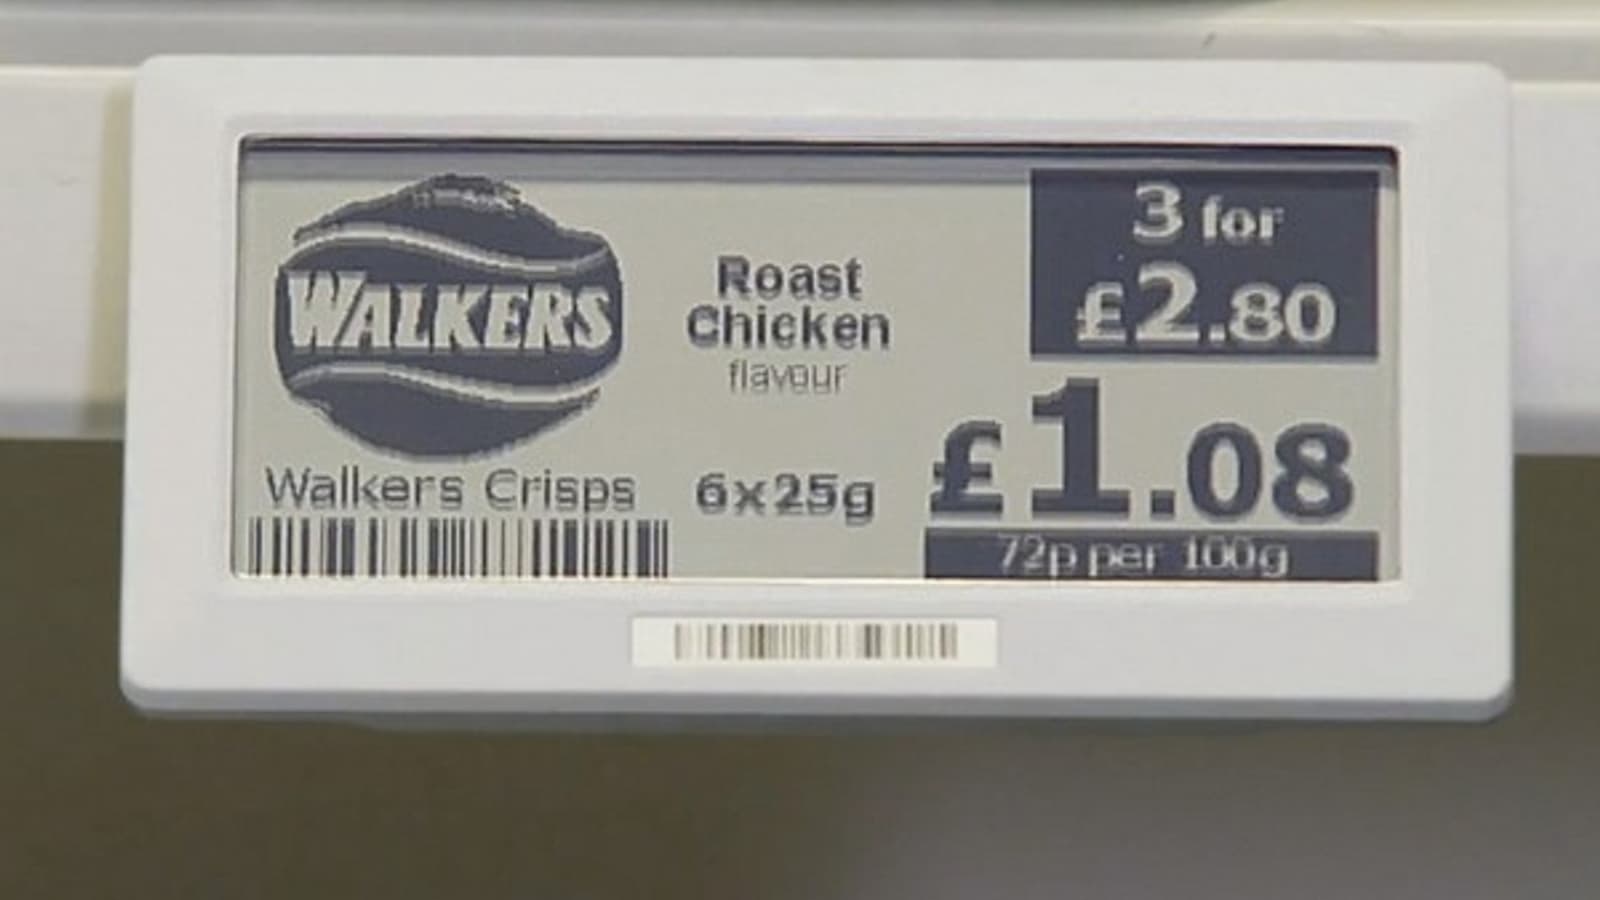 WALKERS
Walkers Crisps
Roast
Chicken
flavour
6x25g
3 for
£2.80
£1.08
72p per 100g